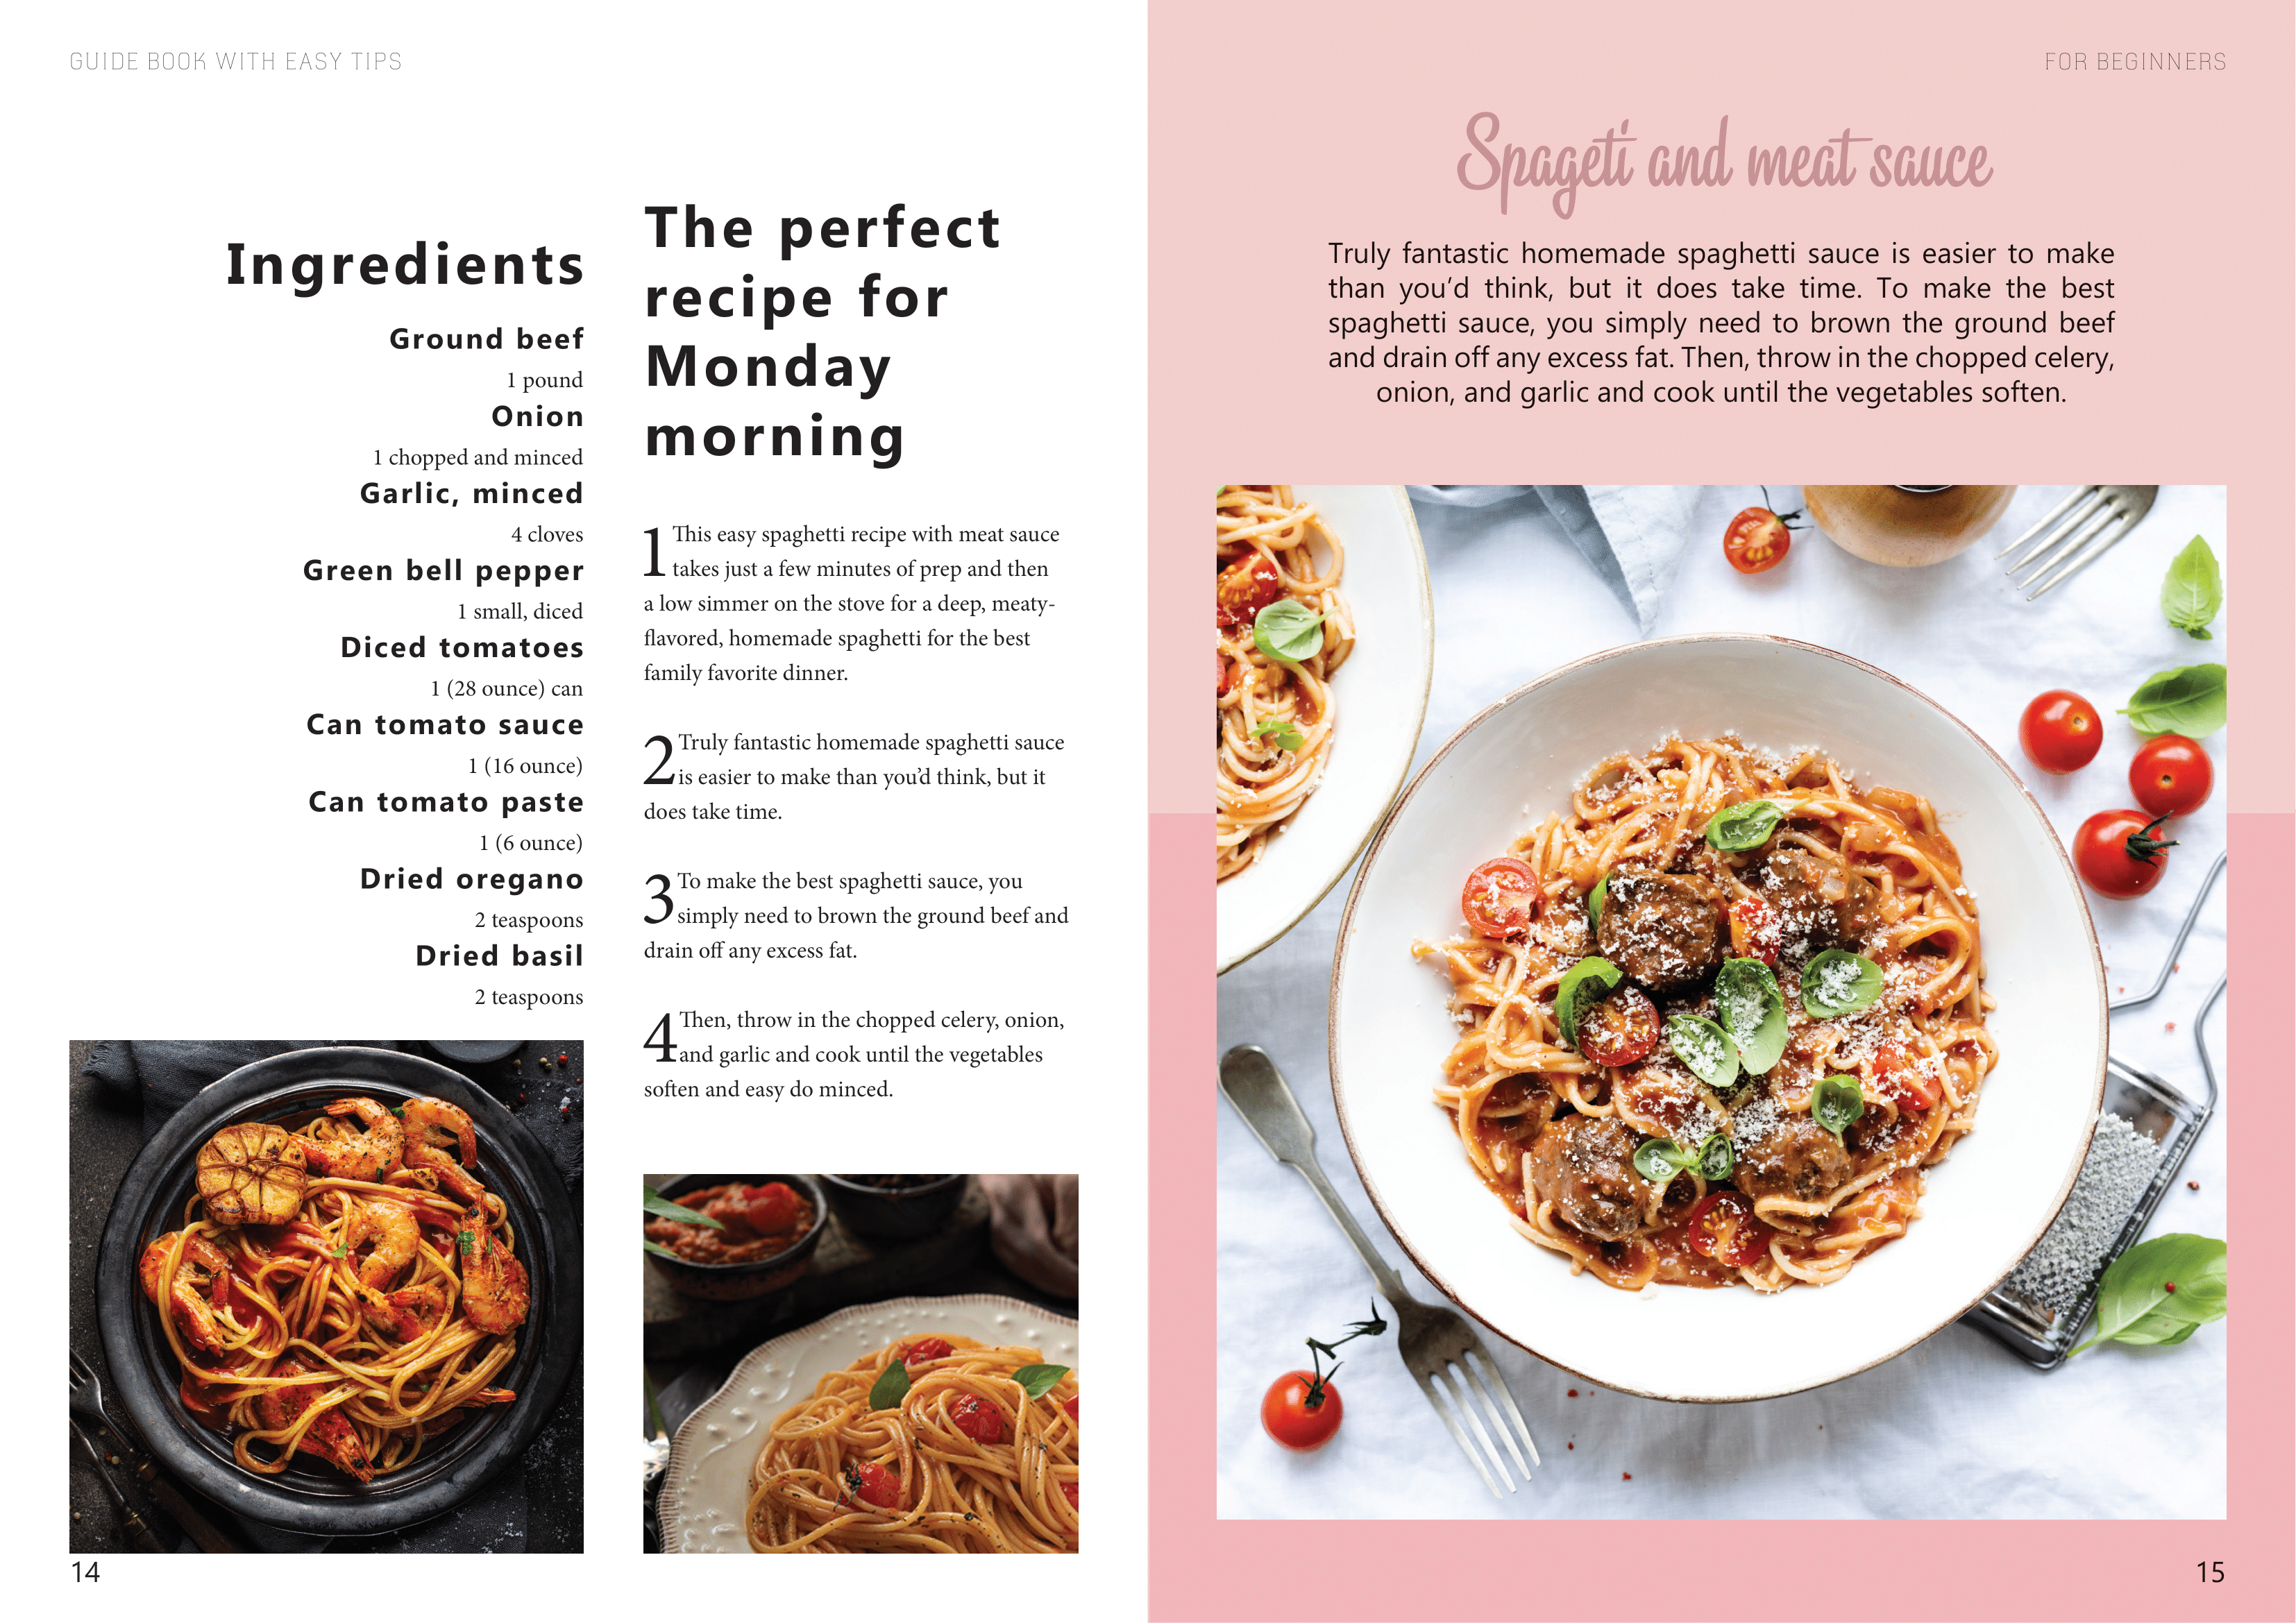 GUIDE BOOK WITH EASY TIPS
Ingredients
Ground beef
1 pound
Onion
1 chopped and minced
Garlic, minced
4 cloves
Green bell pepper
1 small, diced
Diced tomatoes
1 (28 ounce) can
Can tomato sauce
1 (16 ounce)
Can tomato paste
1 (6 ounce)
Dried oregano
2 teaspoons
Dried basil
2 teaspoons
The perfect
recipe for
Monday
morning
1 This easy spaghetti recipe with meat sauce
takes just a few minutes of prep and then
a low simmer on the stove for a deep, meaty-
flavored, homemade spaghetti for the best
family favorite dinner.
2 Truly fantastic homemade spaghetti sauce
is easier to make than you’d think, but it
does take time.
3 To make the best spaghetti sauce, you
simply need to brown the ground beef and
drain off any excess fat.
4 Then, throw in the chopped celery, onion,
and garlic and cook until the vegetables
soften and easy do minced.
14
FOR BEGINNERS
Spageti and meat sauce
Truly fantastic homemade spaghetti sauce is easier to make
than you’d think, but it does take time. To make the best
spaghetti sauce, you simply need to brown the ground beef
and drain off any excess fat. Then, throw in the chopped celery,
onion, and garlic and cook until the vegetables soften.
15